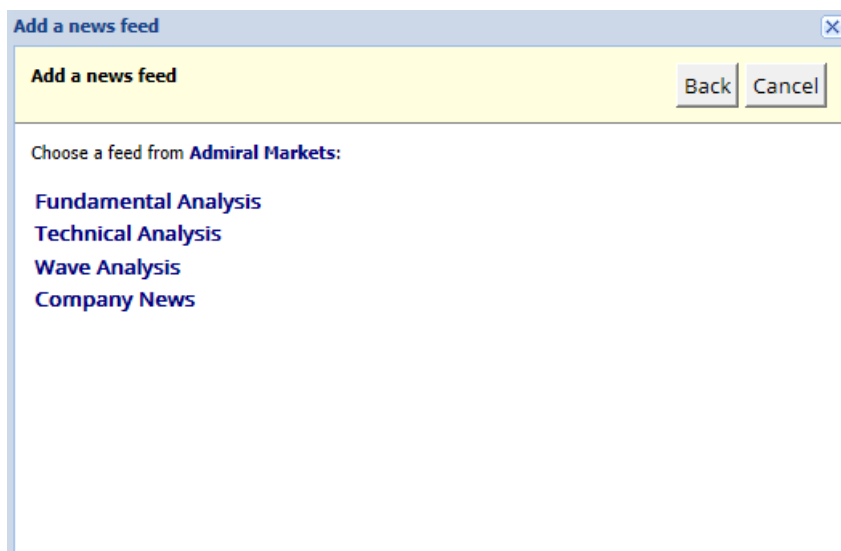 Add a news feed
Add a news feed
Back Cancel
Choose a feed from Admiral Markets:
Fundamental Analysis
Technical Analysis
Wave Analysis
Company News